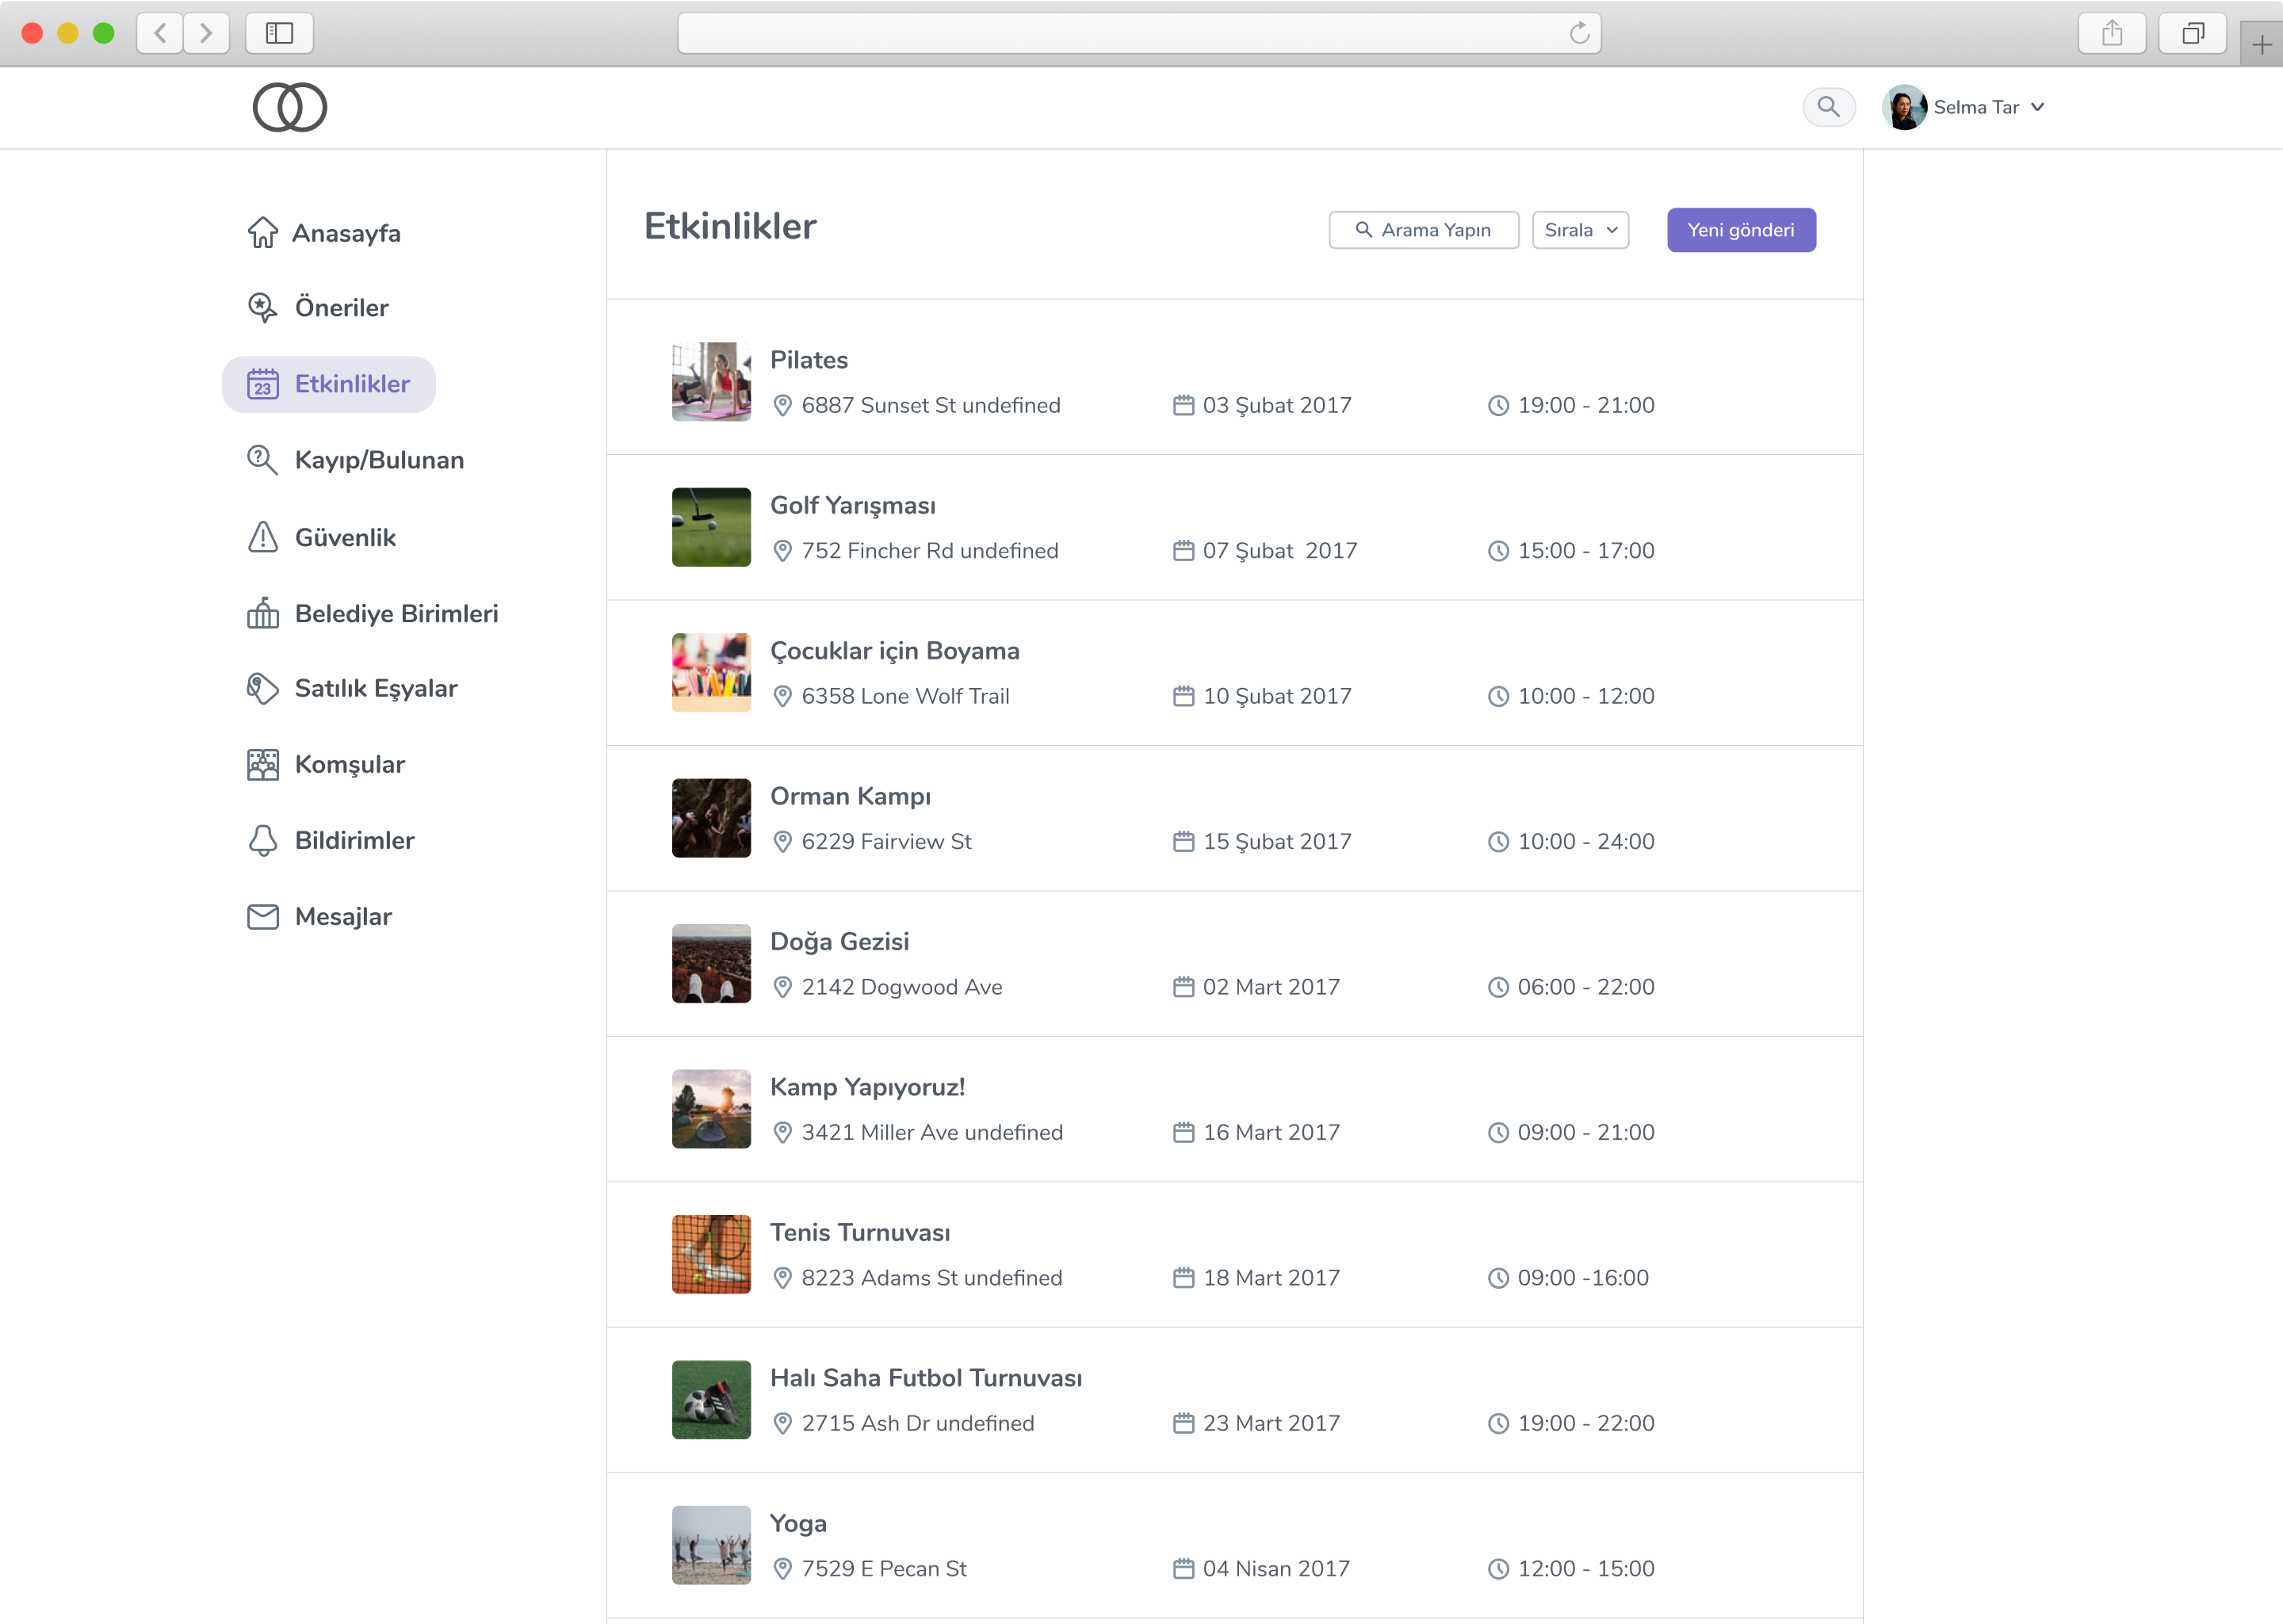 Selma Tar
Anasayfa
Öneriler
23 Etkinlikler
Kayıp/Bulunan
Güvenlik
Belediye Birimleri
Satılık Eşyalar
Komşular
Bildirimler
Mesajlar
Etkinlikler
Arama Yapın
Sırala
Yeni gönderi
Pilates
6887 Sunset St undefined 03 Şubat 2017 19:00 - 21:00
Golf Yarışması
752 Fincher Rd undefined 07 Şubat  2017 15:00 - 17:00
Çocuklar için Boyama
6358 Lone Wolf Trail 10 Şubat 2017 10:00 - 12:00
Orman Kampı
6229 Fairview St 15 Şubat 2017 10:00 - 24:00
Doğa Gezisi
2142 Dogwood Ave 02 Mart 2017 06:00 - 22:00
Kamp Yapıyoruz!
3421 Miller Ave undefined 16 Mart 2017 09:00 - 21:00
Tenis Turnuvası
8223 Adams St undefined 18 Mart 2017 09:00 -16:00
Halı Saha Futbol Turnuvası
2715 Ash Dr undefined 23 Mart 2017 19:00 - 22:00
Yoga
7529 E Pecan St 04 Nisan 2017 12:00 - 15:00